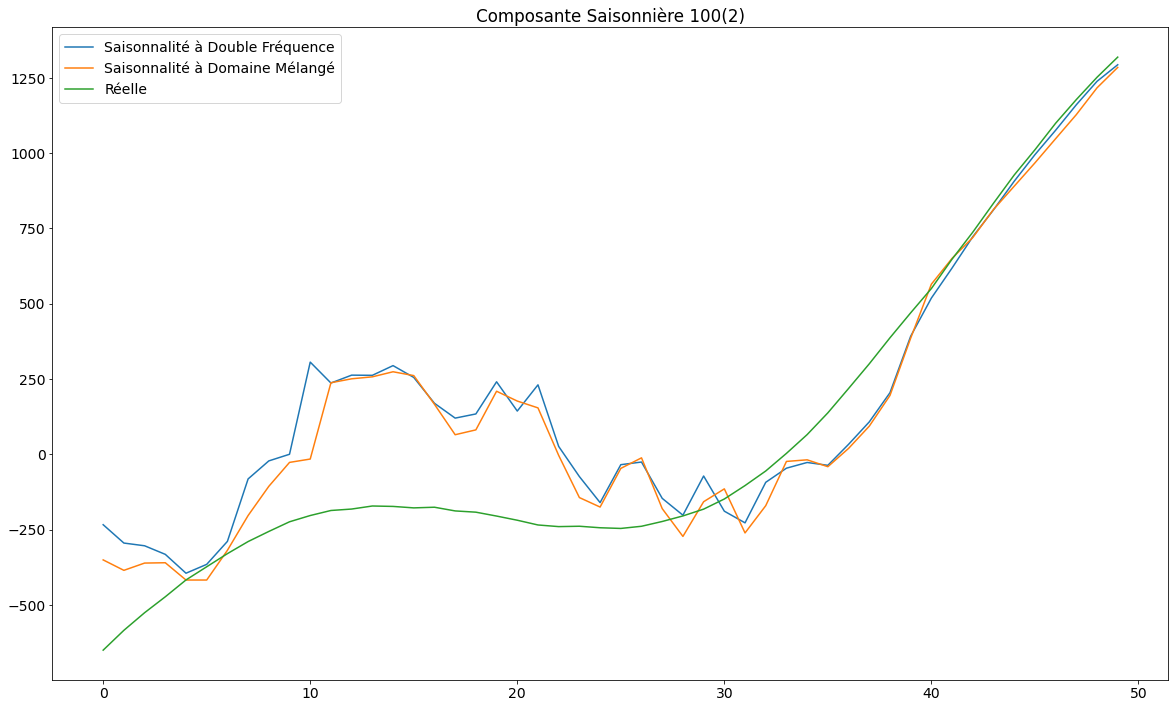 Composante Saisonnière 100(2)
Saisonnalité à Double Fréquence
Saisonnalité à Domaine Mélangé
Réelle
1250
1000
750
500
250
0
−250
−500
0 10 20 30 40 50